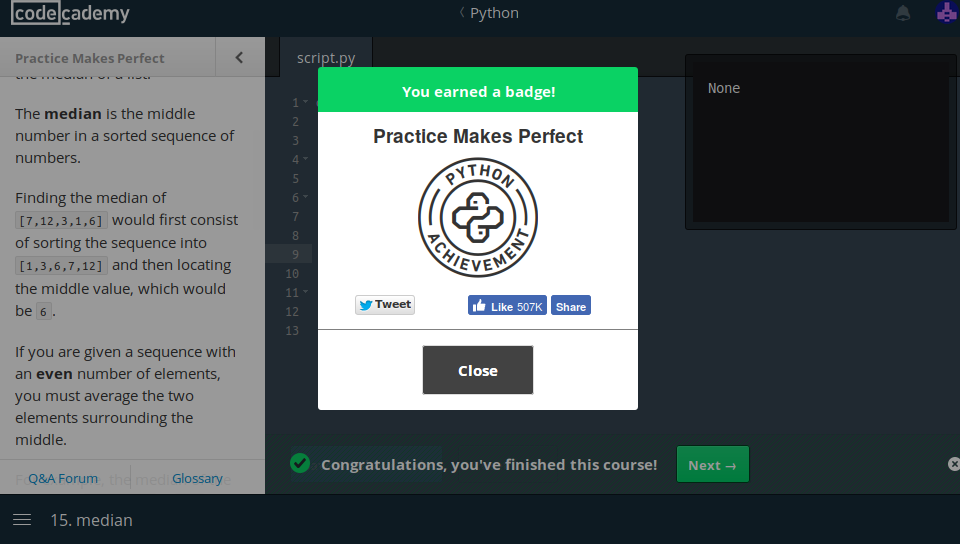 codecademy
Python
Practice Makes Perfect
script.py
the median of a list.
The median is the middle
number in a sorted sequence of
numbers.
Finding the median of
[7,12,3,1,6] would first consist
of sorting the sequence into
[1,3,6,7,12] and then locating
the middle value, which would
be 6.
If you are given a sequence with
an even number of elements,
you must average the two
elements surrounding the
middle.
Q&A Forum
Glossary
1
2
3
4
5
6
7
8
9
10
11
12
13
You earned a badge!
Practice Makes Perfect
PYTHON
ACHIEVEMENT
Tweet
Like 507K
Share
Close
None
Congratulations, you've finished this course!
Next →
15. median